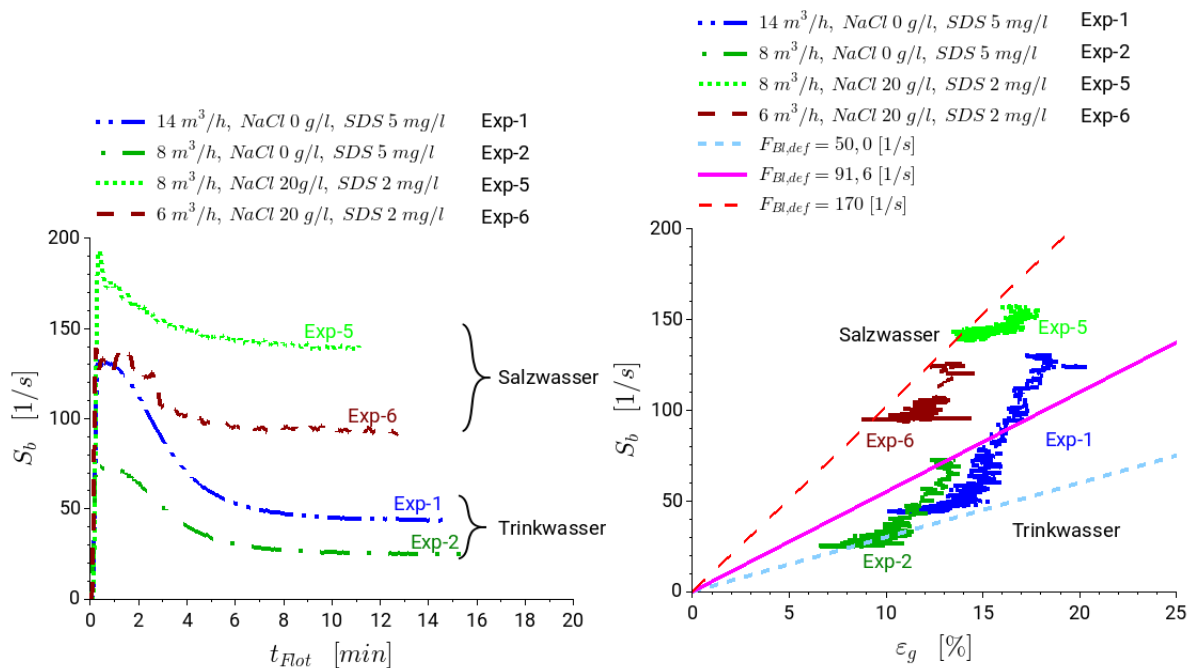 14 m³/h, NaCl 0 g/l, SDS 5 mg/l Exp-1
8 m³/h, NaCl 0 g/l, SDS 5 mg/l Exp-2
8 m³/h, NaCl 20g/l, SDS 2 mg/l Exp-5
6 m³/h, NaCl 20 g/l, SDS 2 mg/l Exp-6
200
150
100
50
0
S_b [1/s]
Exp-5
Salzwasser
Exp-6
Exp-1
Trinkwasser
Exp-2
0 2 4 6 8 10 12 14 16 18 20
t_Flot [min]
14 m³/h, NaCl 0 g/l, SDS 5 mg/l Exp-1
8 m³/h, NaCl 0 g/l, SDS 5 mg/l Exp-2
8 m³/h, NaCl 20 g/l, SDS 2 mg/l Exp-5
6 m³/h, NaCl 20 g/l, SDS 2 mg/l Exp-6
F_Bl,def = 50,0 [1/s]
F_Bl,def = 91,6 [1/s]
F_Bl,def = 170 [1/s]
200
150
100
50
0
S_b [1/s]
Salzwasser
Exp-5
Exp-6
Exp-1
Trinkwasser
Exp-2
0 5 10 15 20 25
ε_g [%]